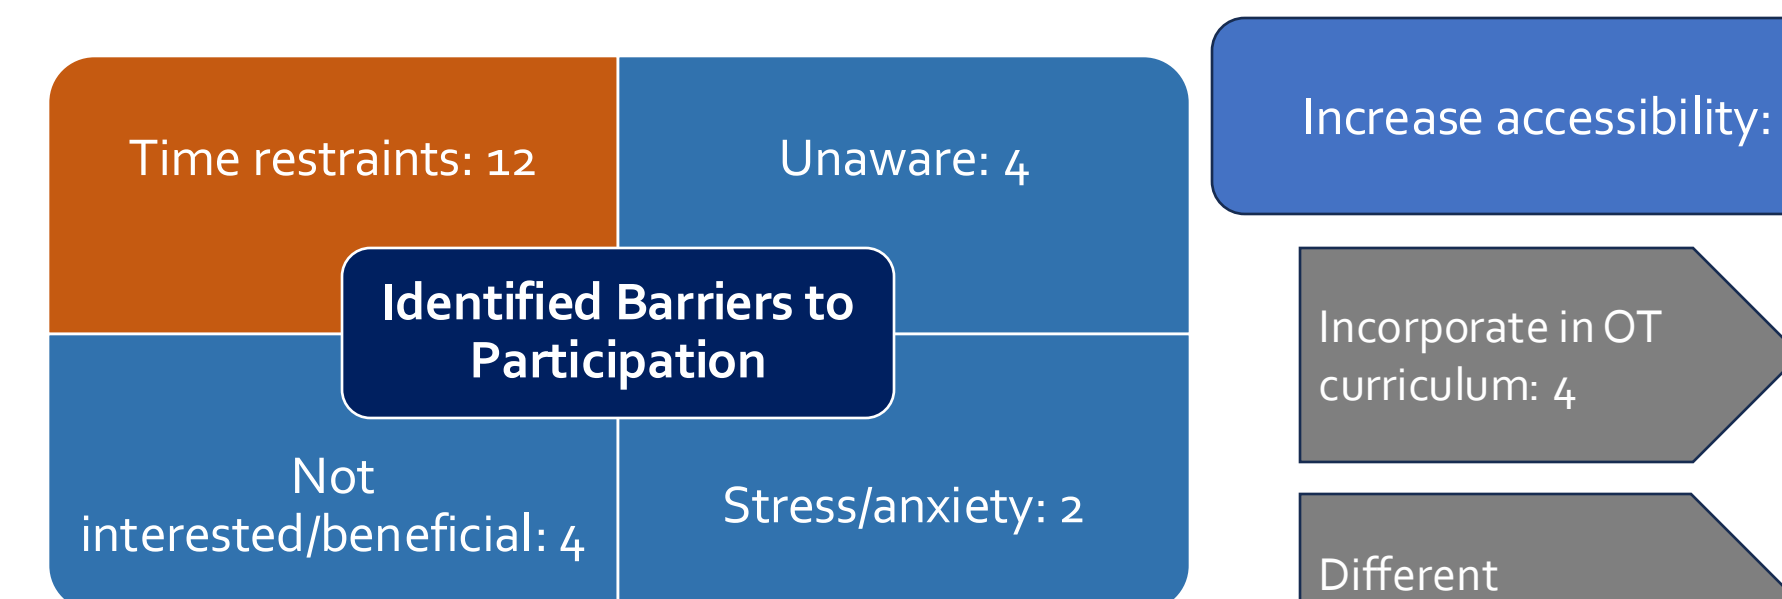 Time restraints: 12
Unaware: 4
Identified Barriers to
Participation
Not
interested/beneficial: 4
Stress/anxiety: 2
Increase accessibility:
Incorporate in OT
curriculum: 4
Different